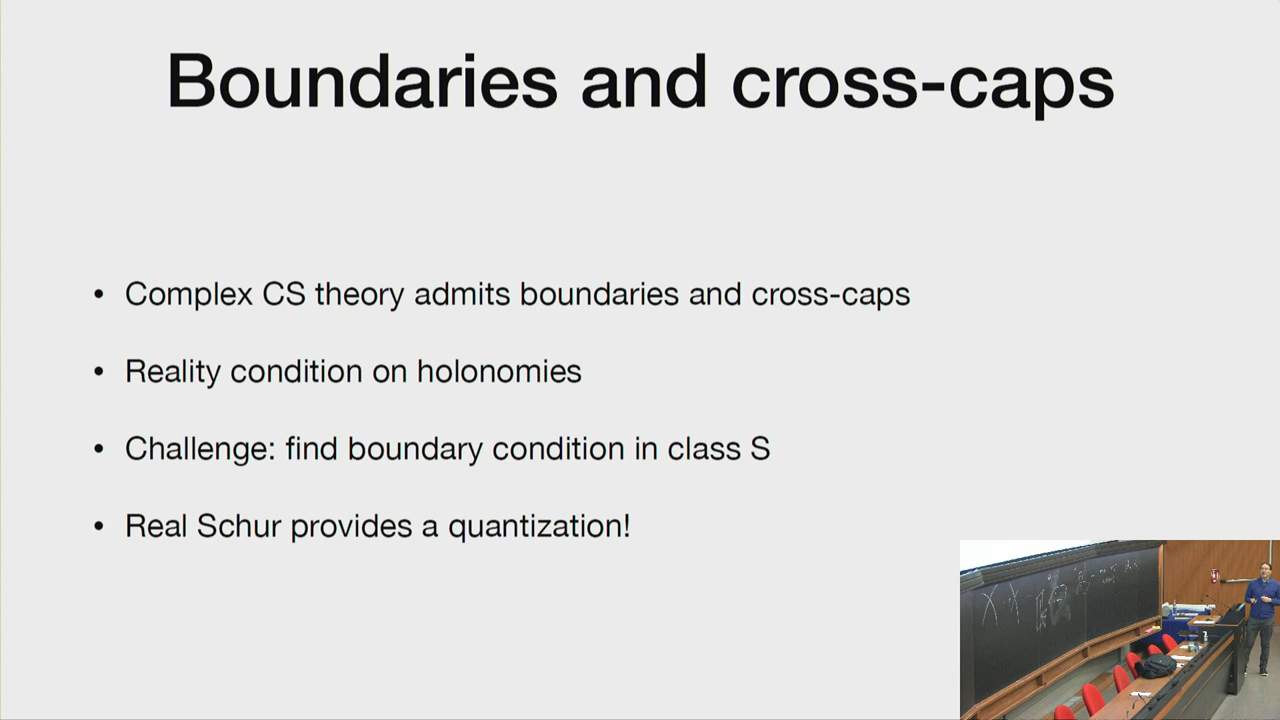 Boundaries and cross-caps
• Complex CS theory admits boundaries and cross-caps
• Reality condition on holonomies
• Challenge: find boundary condition in class S
• Real Schur provides a quantization!